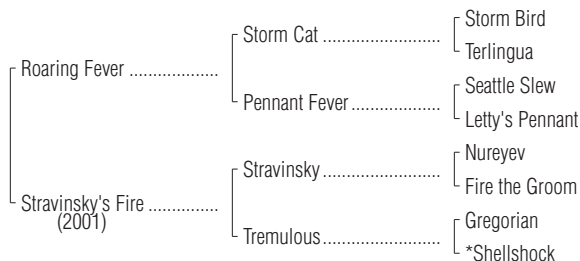 Storm Bird
Storm Cat ..........................
Terlingua
Roaring Fever ...................
Seattle Slew
Pennant Fever ....................
Letty's Pennant
Nureyev
Stravinsky..........................
Fire the Groom
Stravinsky's Fire ...............
(2001)
Gregorian
Tremulous..........................
*Shellshock